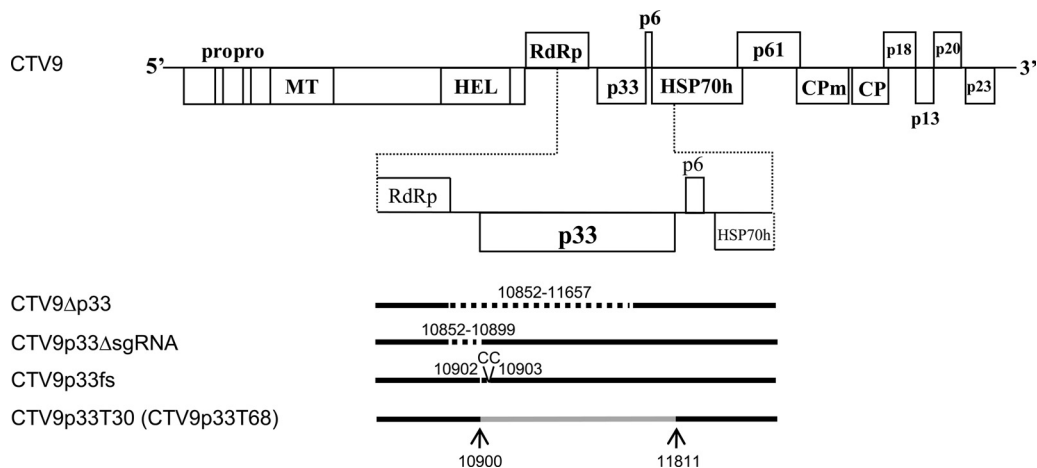 p6
RdRp
p61
p18
p20
CTV9
5’
propro
3’
MT
HEL
p33
HSP70h
CPm
CP
p23
p13
p6
RdRp
p33
HSP70h
10852-11657
CTV9Δp33
10852-10899
CTV9p33ΔsgRNA
CC
10902
10903
CTV9p33fs
CTV9p33T30 (CTV9p33T68)
10900
11811